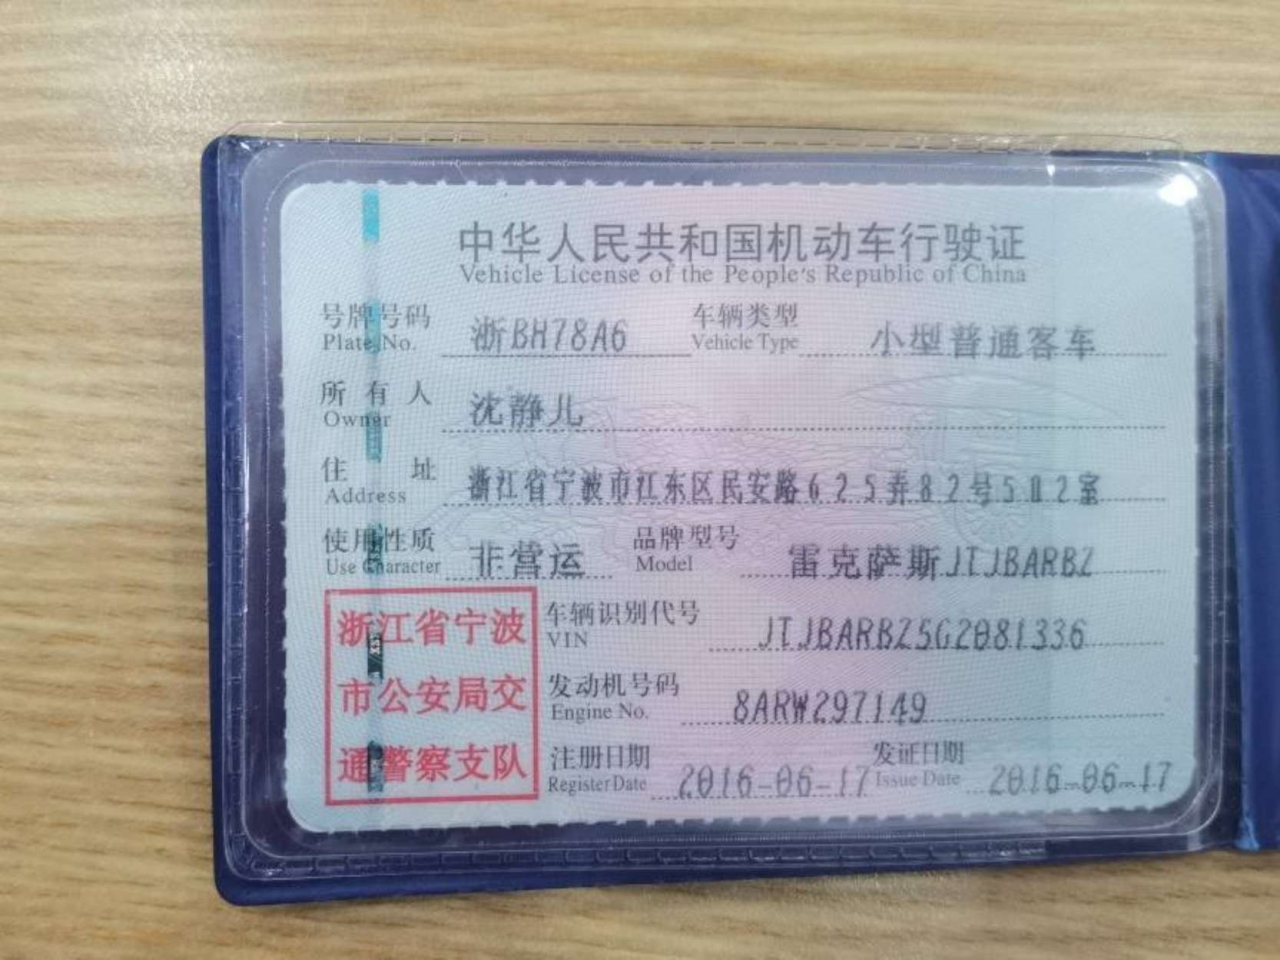 中华人民共和国机动车行驶证
Vehicle License of the People's Republic of China
号牌号码 浙BH78A6 车辆类型 小型普通客车
Plate No. Vehicle Type
所有人 沈静儿
Owner
住址 浙江省宁波市江东区民安路625弄82号502室
Address
使用性质 非营运 品牌型号 雷克萨斯JTJBARBZ
Use Character Model
浙江省宁波 车辆识别代号 JTJBARBZ5G2081336
VIN
市公安局交 发动机号码 8ARW297149
Engine No.
通警察支队 注册日期 2016-06-17 发证日期 2016-06-17
Register Date Issue Date